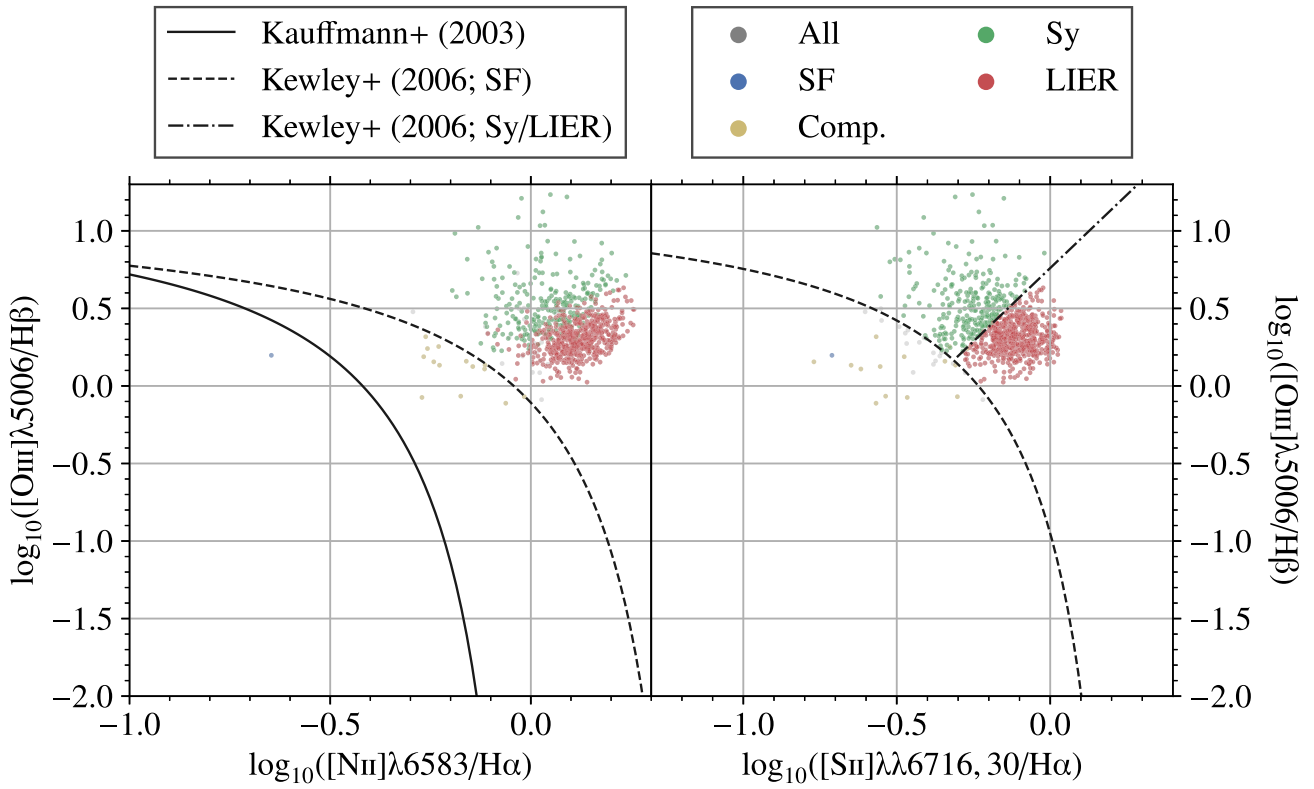 Kauffmann+ (2003)
Kewley+ (2006; SF)
Kewley+ (2006; Sy/LIER)
All
SF
Comp.
Sy
LIER
log₁₀([OIII]λ5006/Hβ)
1.0
0.5
0.0
−0.5
−1.0
−1.5
−2.0
−1.0
−0.5
0.0
log₁₀([NII]λ6583/Hα)
−1.0
−0.5
0.0
log₁₀([SII]λλ6716, 30/Hα)
1.0
0.5
0.0
−0.5
−1.0
−1.5
−2.0
log₁₀([OIII]λ5006/Hβ)